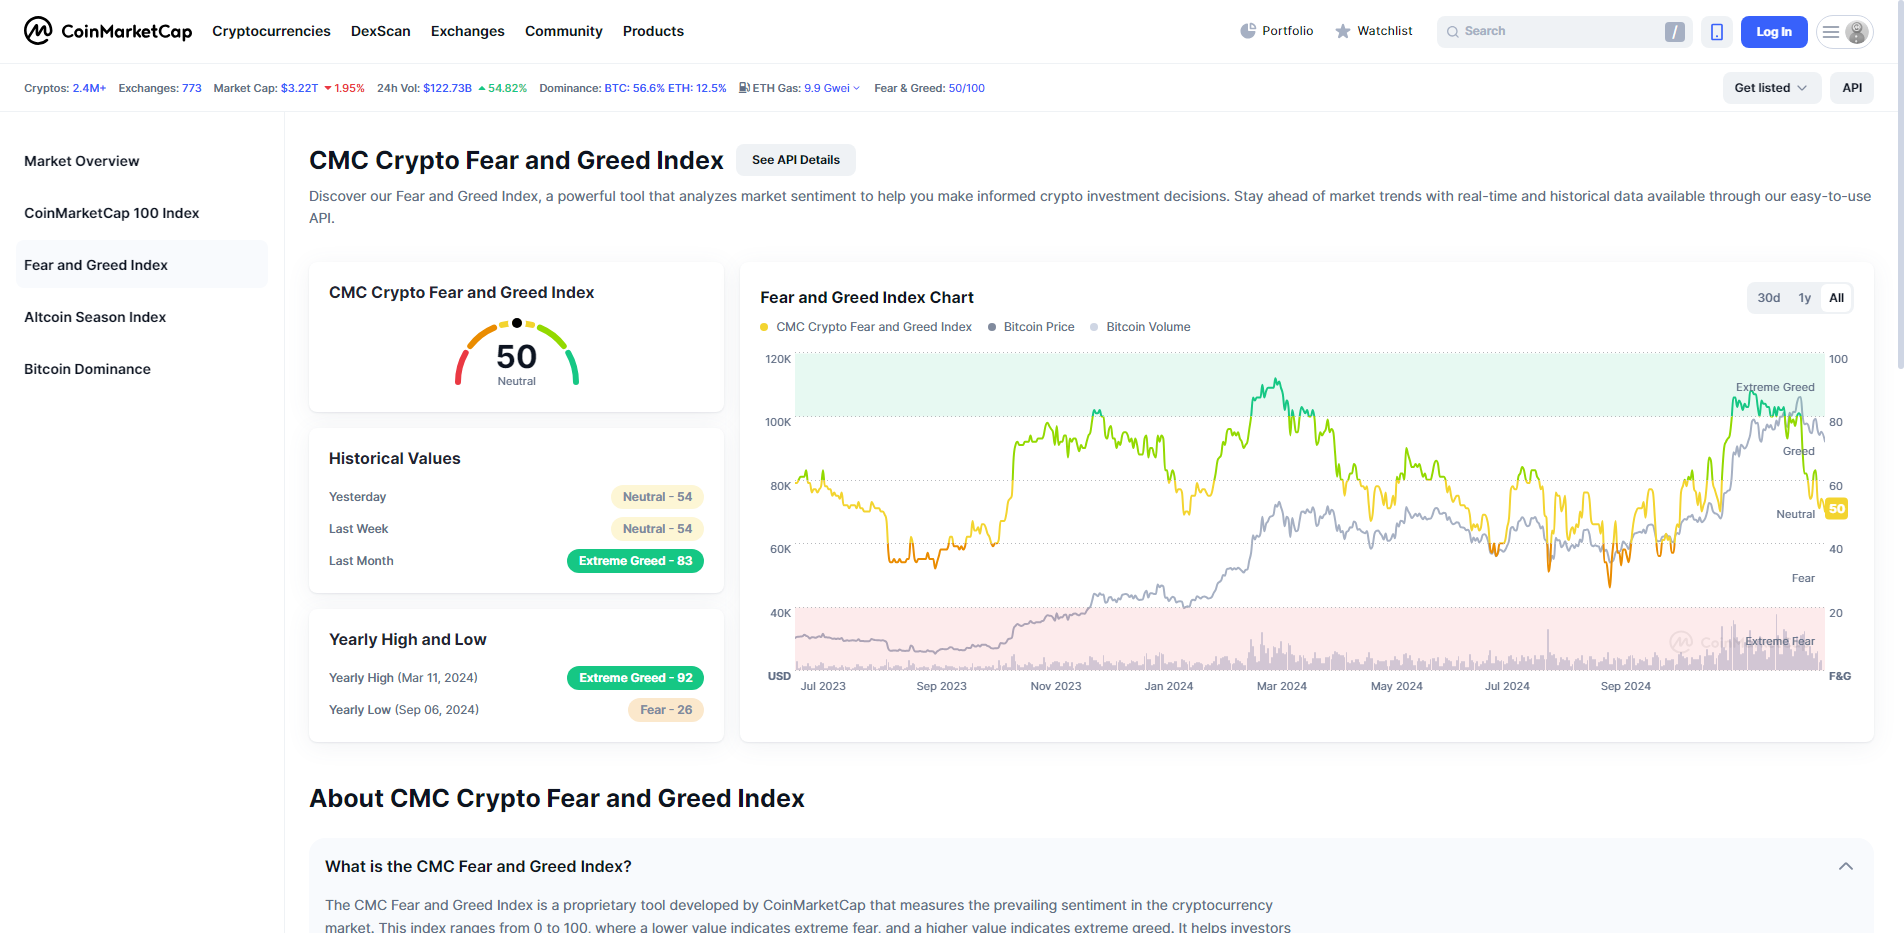 CoinMarketCap Cryptocurrencies DexScan Exchanges Community Products Portfolio Watchlist Search / Log In
Cryptos: 2.4M+ Exchanges: 773 Market Cap: $3.22T 1.95% 24h Vol: $122.73B 54.82% Dominance: BTC: 56.6% ETH: 12.5% ETH Gas: 9.9 Gwei Fear & Greed: 50/100 Get listed API
Market Overview
CoinMarketCap 100 Index
Fear and Greed Index
Altcoin Season Index
Bitcoin Dominance
CMC Crypto Fear and Greed Index See API Details
Discover our Fear and Greed Index, a powerful tool that analyzes market sentiment to help you make informed crypto investment decisions. Stay ahead of market trends with real-time and historical data available through our easy-to-use
API.
CMC Crypto Fear and Greed Index
50
Neutral
Historical Values
Yesterday Neutral - 54
Last Week Neutral - 54
Last Month Extreme Greed - 83
Yearly High and Low
Yearly High (Mar 11, 2024) Extreme Greed - 92
Yearly Low (Sep 06, 2024) Fear - 26
Fear and Greed Index Chart 30d 1y All
CMC Crypto Fear and Greed Index Bitcoin Price Bitcoin Volume
120K 100
Extreme Greed
100K 80
Greed
80K 60
Neutral 50
60K 40
Fear
40K 20
Extreme Fear
USD F&G
Jul 2023 Sep 2023 Nov 2023 Jan 2024 Mar 2024 May 2024 Jul 2024 Sep 2024
About CMC Crypto Fear and Greed Index
What is the CMC Fear and Greed Index?
The CMC Fear and Greed Index is a proprietary tool developed by CoinMarketCap that measures the prevailing sentiment in the cryptocurrency
market. This index ranges from 0 to 100, where a lower value indicates extreme fear, and a higher value indicates extreme greed. It helps investors